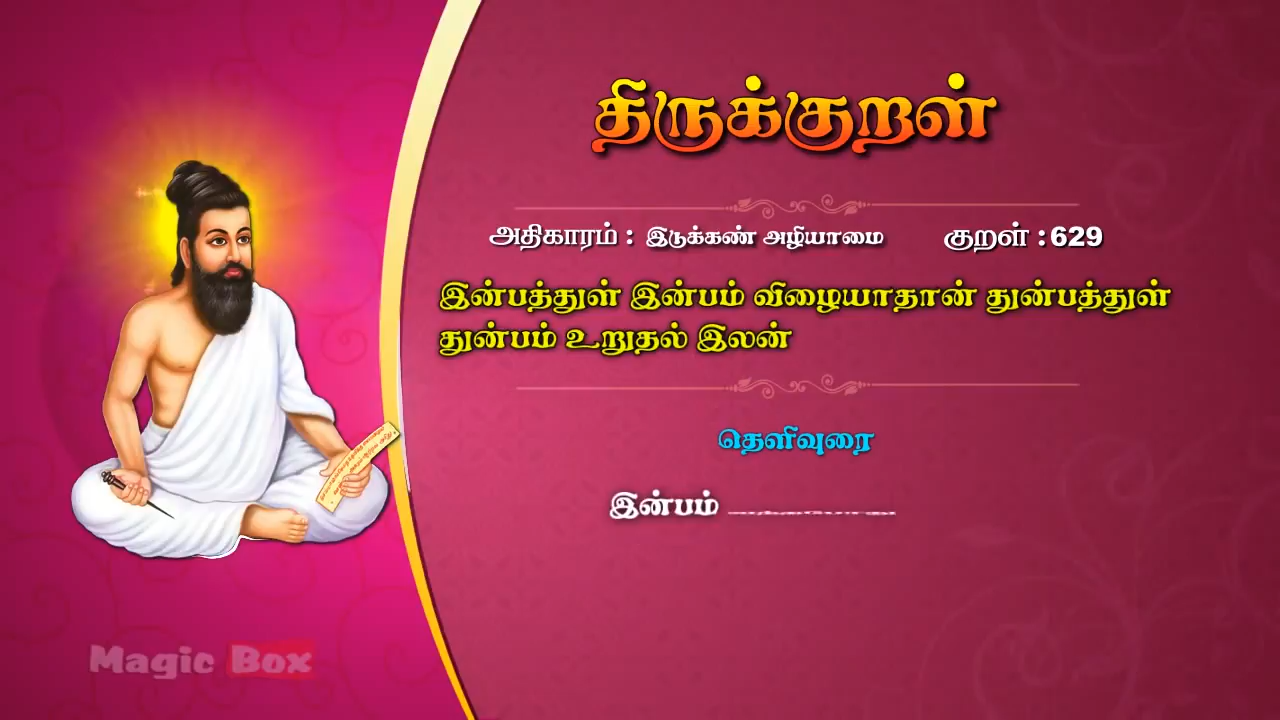 திருக்குறள்
அதிகாரம் : இடுக்கண் அழியாமை குறள் : 629
இன்பத்துள் இன்பம் விழையாதான் துன்பத்துள்
துன்பம் உறுதல் இலன்
தெளிவுரை
இன்பம்
Magic Box